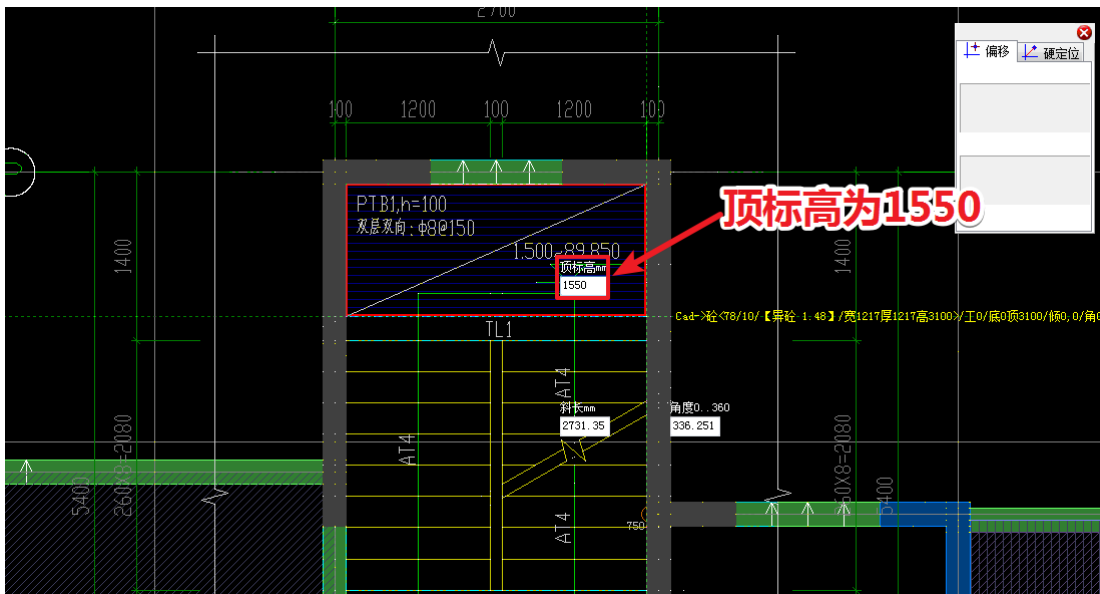 2700
偏移
硬定位
100
1200
100
1200
100
PTB1,h=100
双层双向:φ8@150
1.500~89.850
顶标高mm
1550
顶标高为1550
1400
1400
Cad->砼<78/10/【异砼 1.48】/宽1217厚1217高3100>/工0/底0顶3100/倾0;0/角0
TL1
AT4
斜长mm
2731.35
角度0..360
336.251
AT4
260X8=2080
5400
260X8=2080
5400
AT4
750